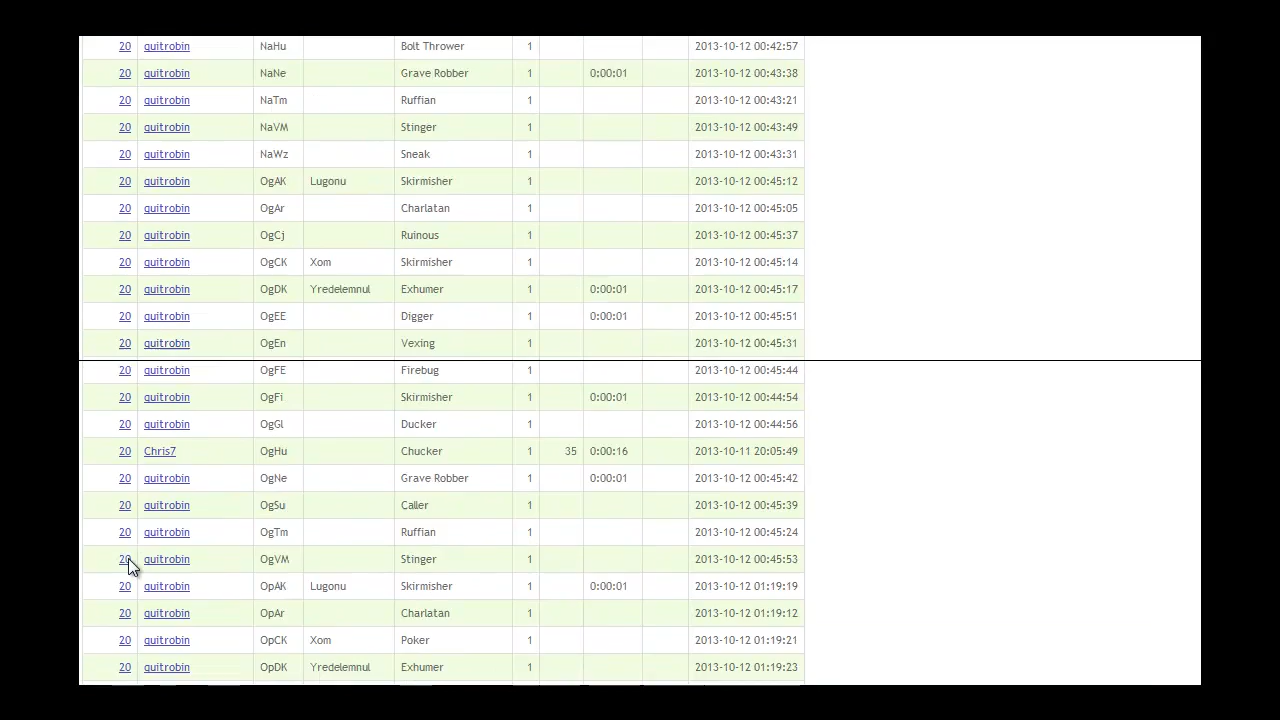 20 quitrobin NaHu Bolt Thrower 1 2013-10-12 00:42:57
20 quitrobin NaNe Grave Robber 1 0:00:01 2013-10-12 00:43:38
20 quitrobin NaTm Ruffian 1 2013-10-12 00:43:21
20 quitrobin NaVM Stinger 1 2013-10-12 00:43:49
20 quitrobin NaWz Sneak 1 2013-10-12 00:43:31
20 quitrobin OgAK Lugonu Skirmisher 1 2013-10-12 00:45:12
20 quitrobin OgAr Charlatan 1 2013-10-12 00:45:05
20 quitrobin OgCj Ruinous 1 2013-10-12 00:45:37
20 quitrobin OgCK Xom Skirmisher 1 2013-10-12 00:45:14
20 quitrobin OgDK Yredelemnul Exhumer 1 0:00:01 2013-10-12 00:45:17
20 quitrobin OgEE Digger 1 0:00:01 2013-10-12 00:45:51
20 quitrobin OgEn Vexing 1 2013-10-12 00:45:31
20 quitrobin OgFE Firebug 1 2013-10-12 00:45:44
20 quitrobin OgFi Skirmisher 1 0:00:01 2013-10-12 00:44:54
20 quitrobin OgGl Ducker 1 2013-10-12 00:44:56
20 Chris7 OgHu Chucker 1 35 0:00:16 2013-10-11 20:05:49
20 quitrobin OgNe Grave Robber 1 0:00:01 2013-10-12 00:45:42
20 quitrobin OgSu Caller 1 2013-10-12 00:45:39
20 quitrobin OgTm Ruffian 1 2013-10-12 00:45:24
20 quitrobin OgVM Stinger 1 2013-10-12 00:45:53
20 quitrobin OpAK Lugonu Skirmisher 1 0:00:01 2013-10-12 01:19:19
20 quitrobin OpAr Charlatan 1 2013-10-12 01:19:12
20 quitrobin OpCK Xom Poker 1 2013-10-12 01:19:21
20 quitrobin OpDK Yredelemnul Exhumer 1 2013-10-12 01:19:23